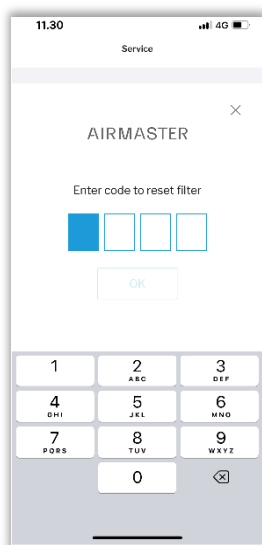 11.30 4G
Service
AIRMASTER
Enter code to reset filter
OK
1 2 3
ABC DEF
4 5 6
GHI JKL MNO
7 8 9
PQRS TUV WXYZ
0